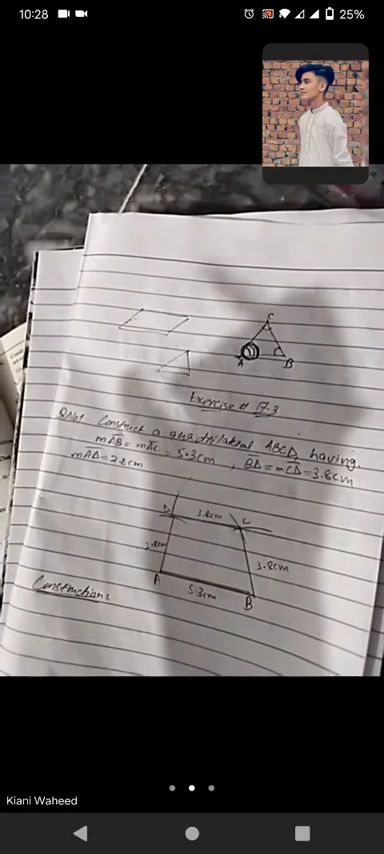 10:28
25%
C
A
B
Exercise # 17.3
Q.No1 Construct a quadrilateral ABCD, having,
mAB = mAC = 5.3cm , BD = mCD = 3.8cm
mAD = 2.8cm
D
3.8cm
C
2.8cm
3.8cm
A
5.3cm
B
Construction:
Kiani Waheed